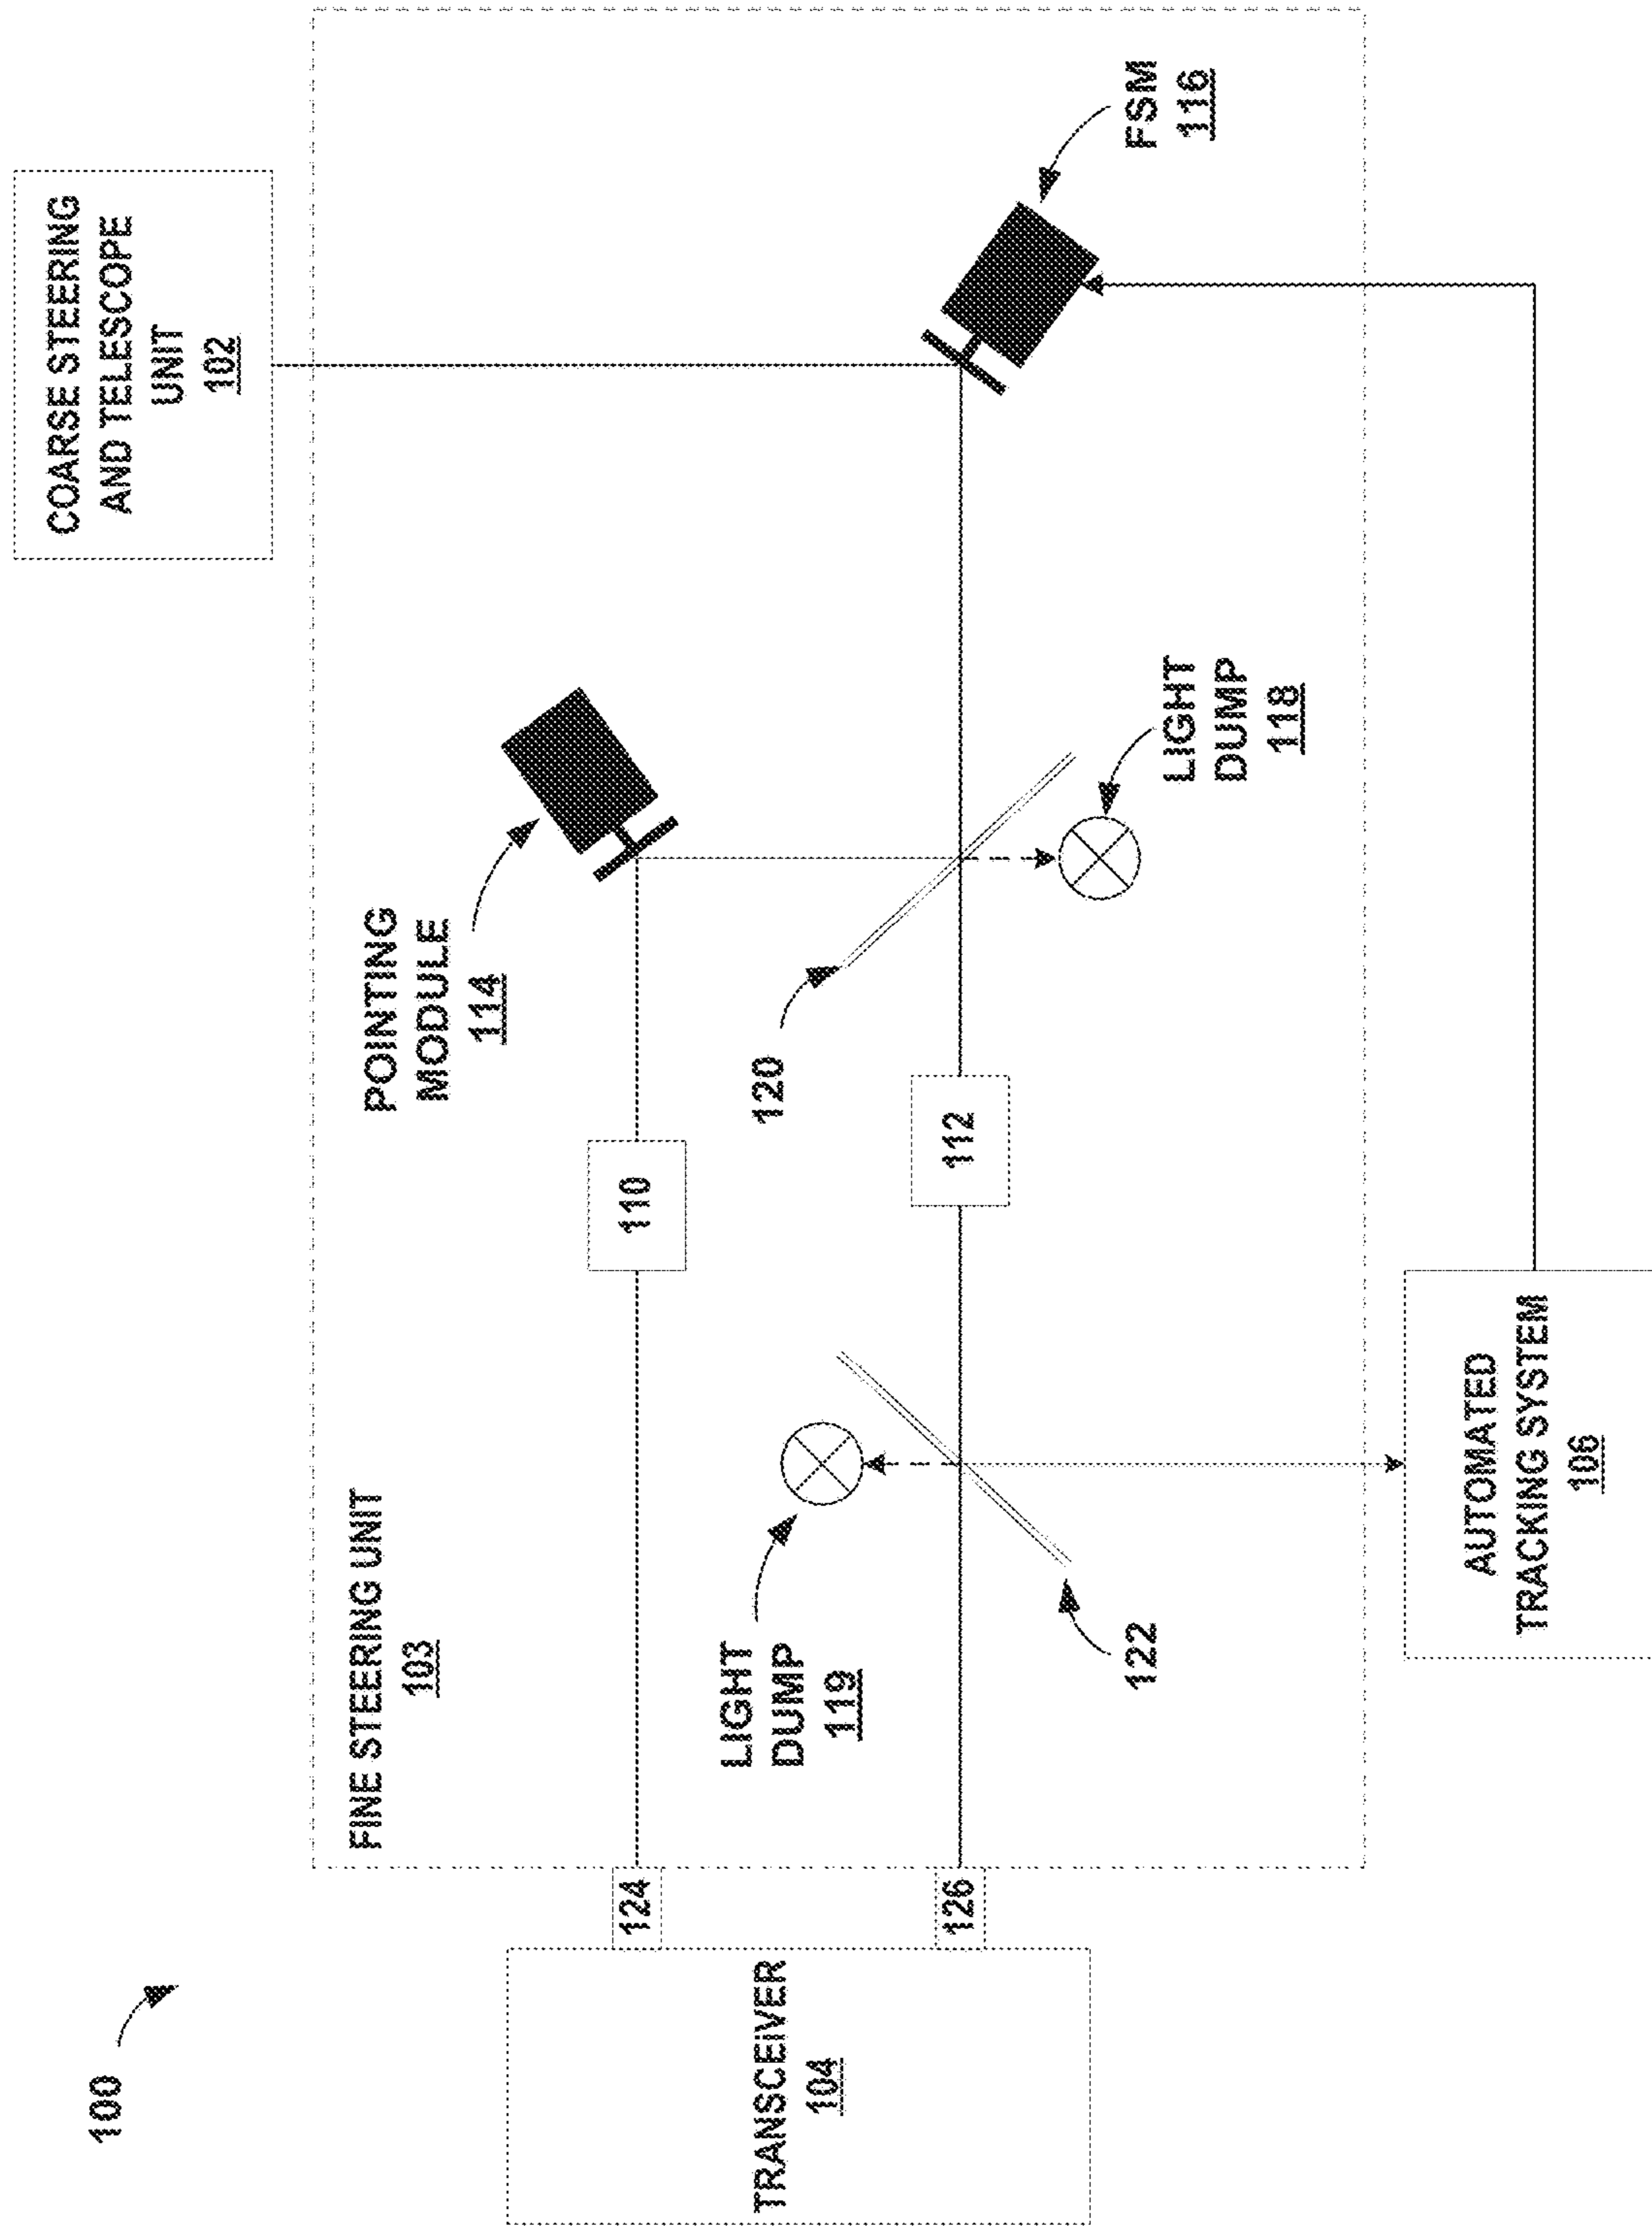 100
COARSE STEERING
AND TELESCOPE
UNIT
102
FINE STEERING UNIT
103
TRANSCEIVER
104
124
126
110
112
POINTING
MODULE
114
FSM
116
120
LIGHT
DUMP
118
LIGHT
DUMP
119
122
AUTOMATED
TRACKING SYSTEM
106